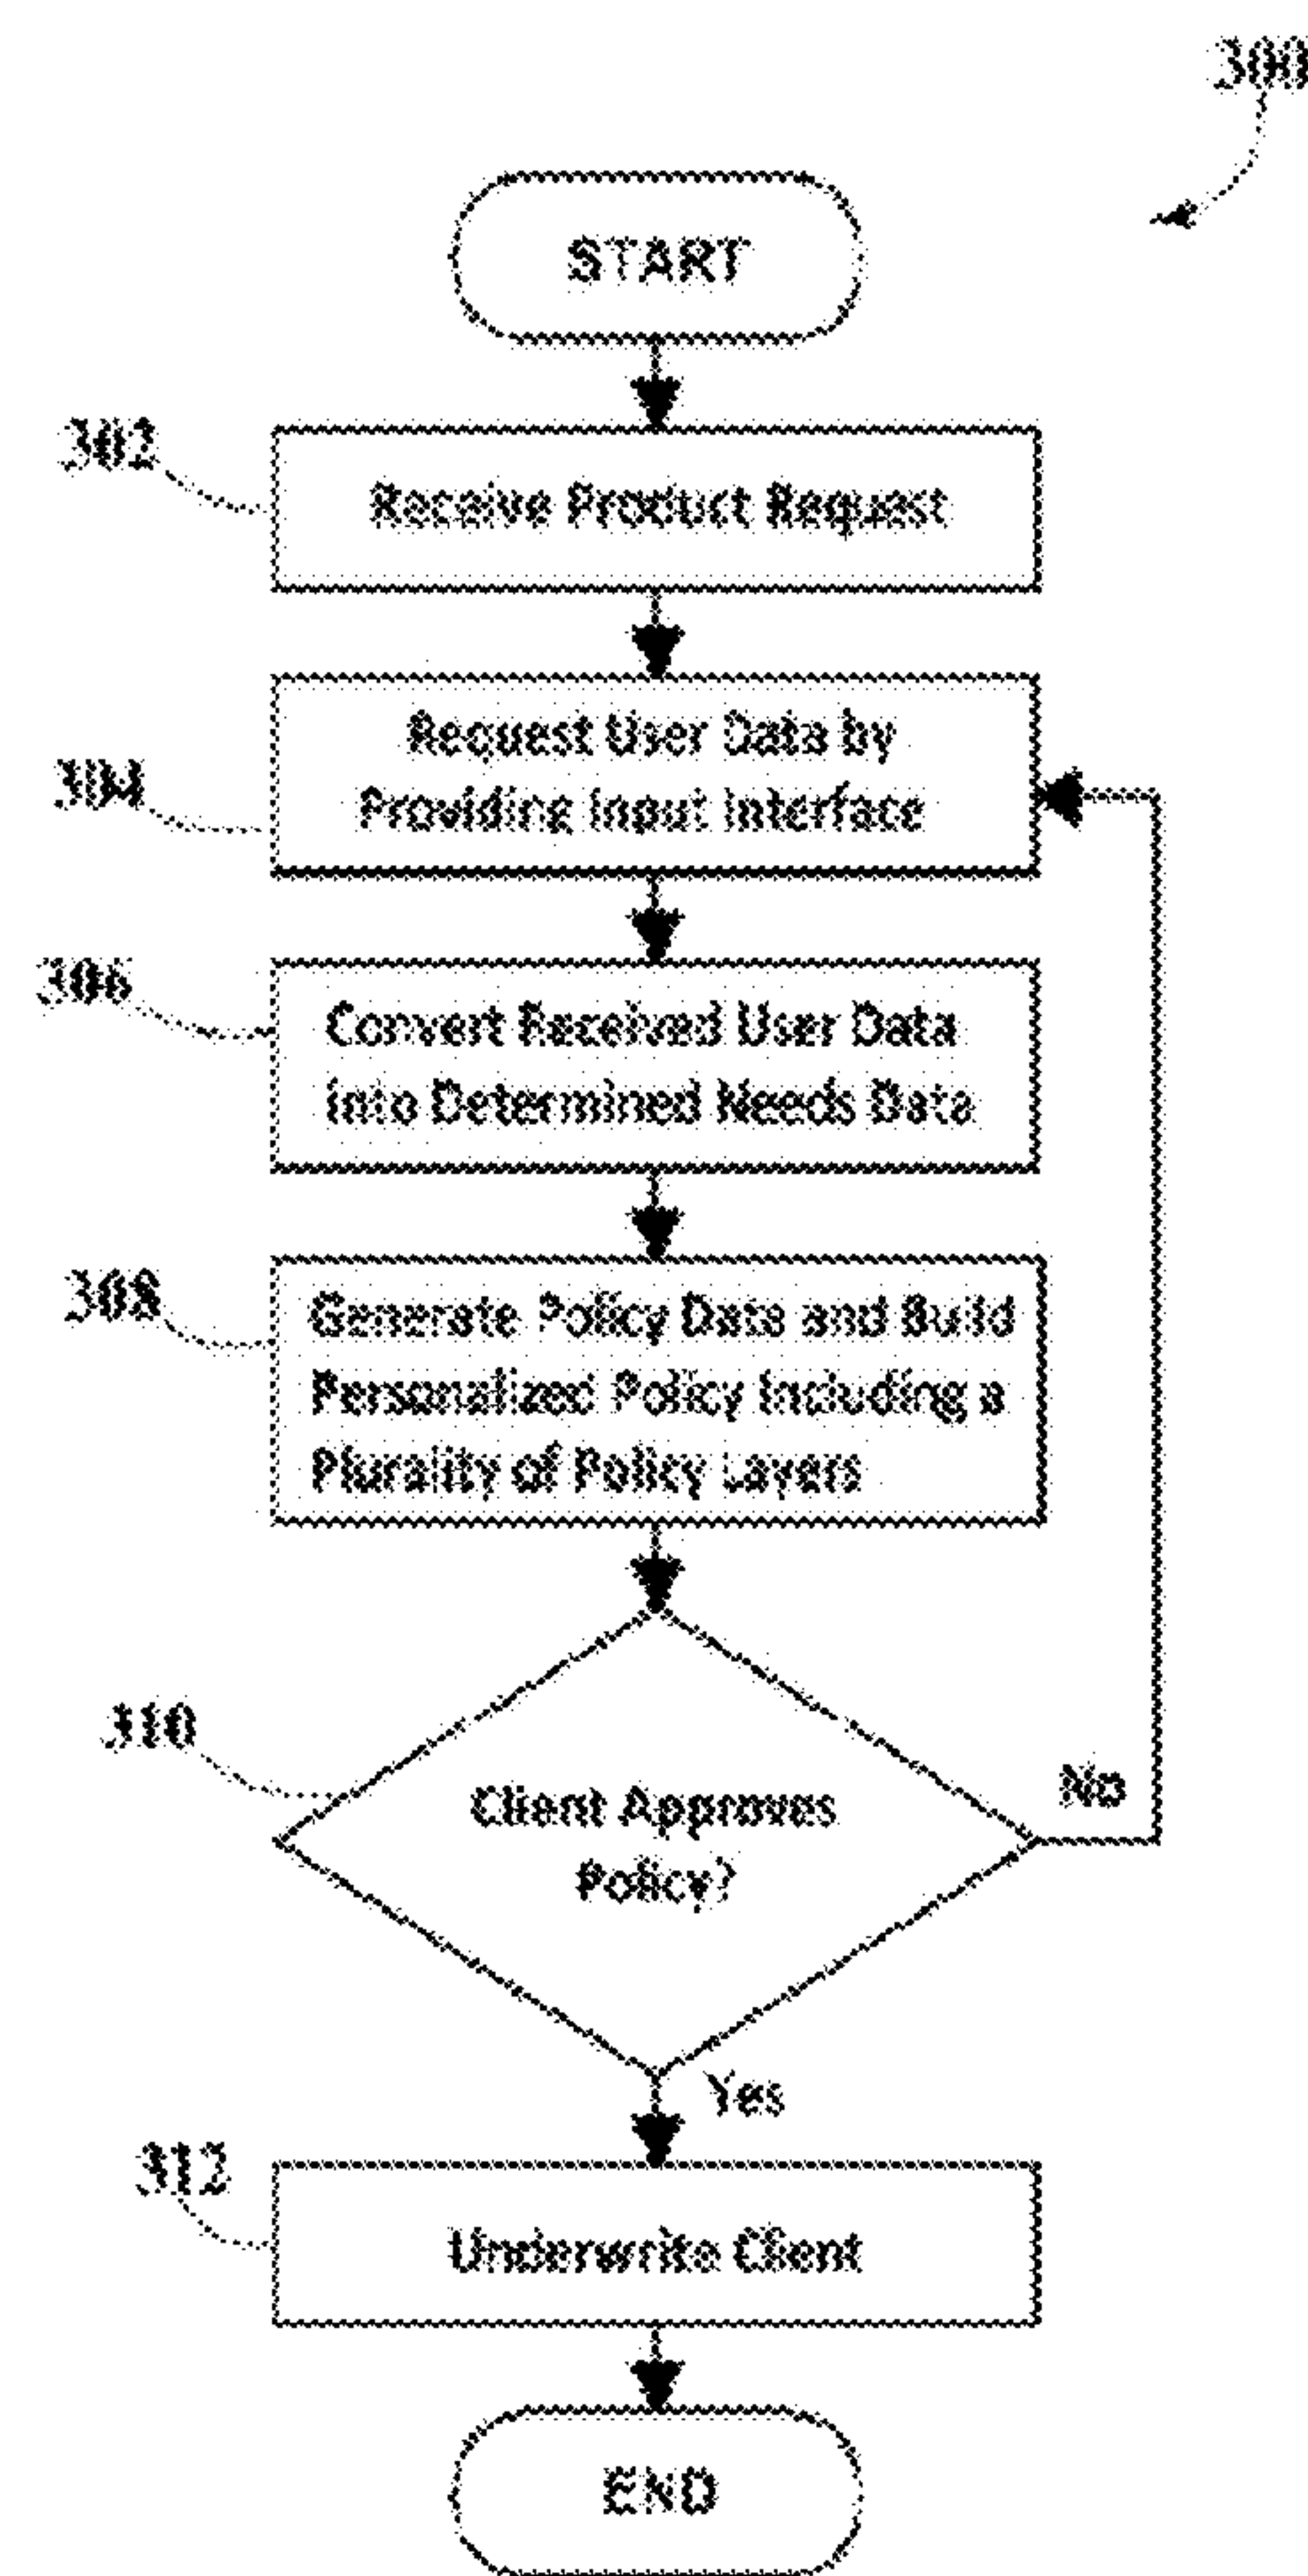 300
START
302
Receive Product Request
304
Request User Data by
Providing Input Interface
306
Convert Received User Data
into Determined Needs Data
308
Generate Policy Data and Build
Personalized Policy Including a
Plurality of Policy Layers
310
Client Approves
Policy?
No
Yes
312
Underwrite Client
END